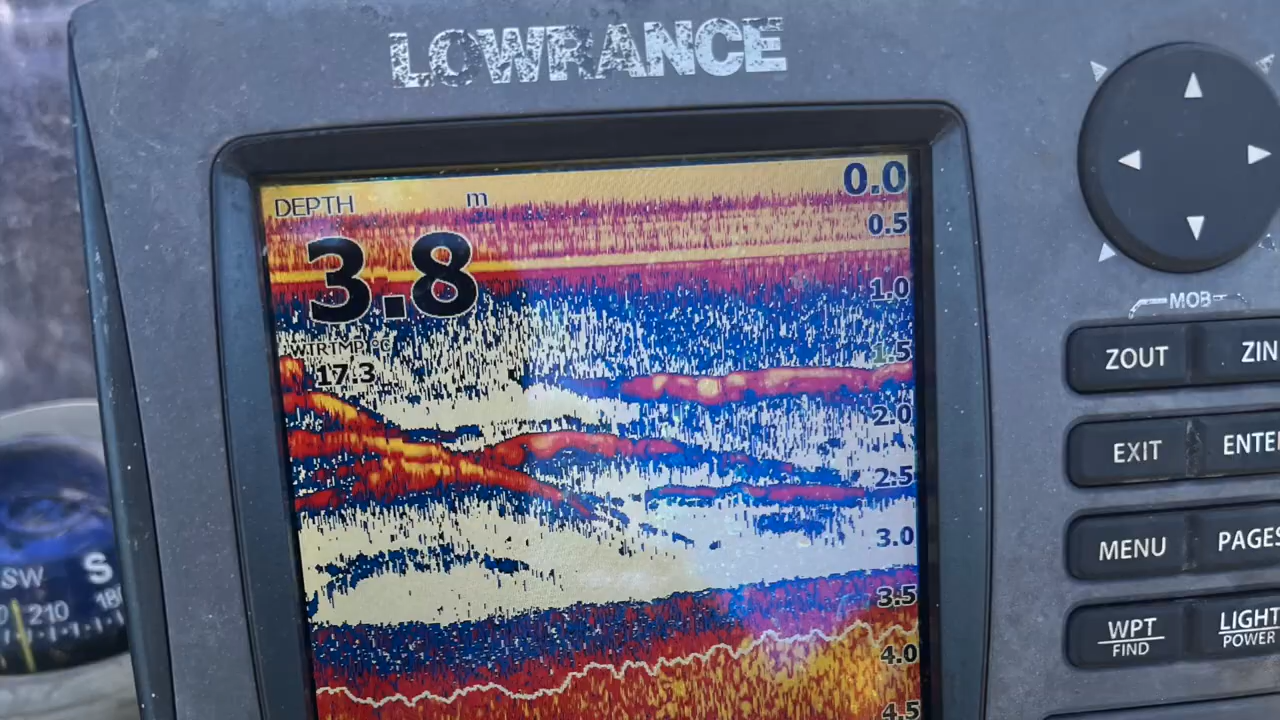 LOWRANCE
DEPTH m 0.0
3.8
0.5
1.0
WTRTMP °C
1.5
17.3
2.0
2.5
3.0
3.5
4.0
4.5
MOB
ZOUT ZIN
EXIT ENTE
MENU PAGES
WPT FIND
LIGHT POWER
SW S
210 180